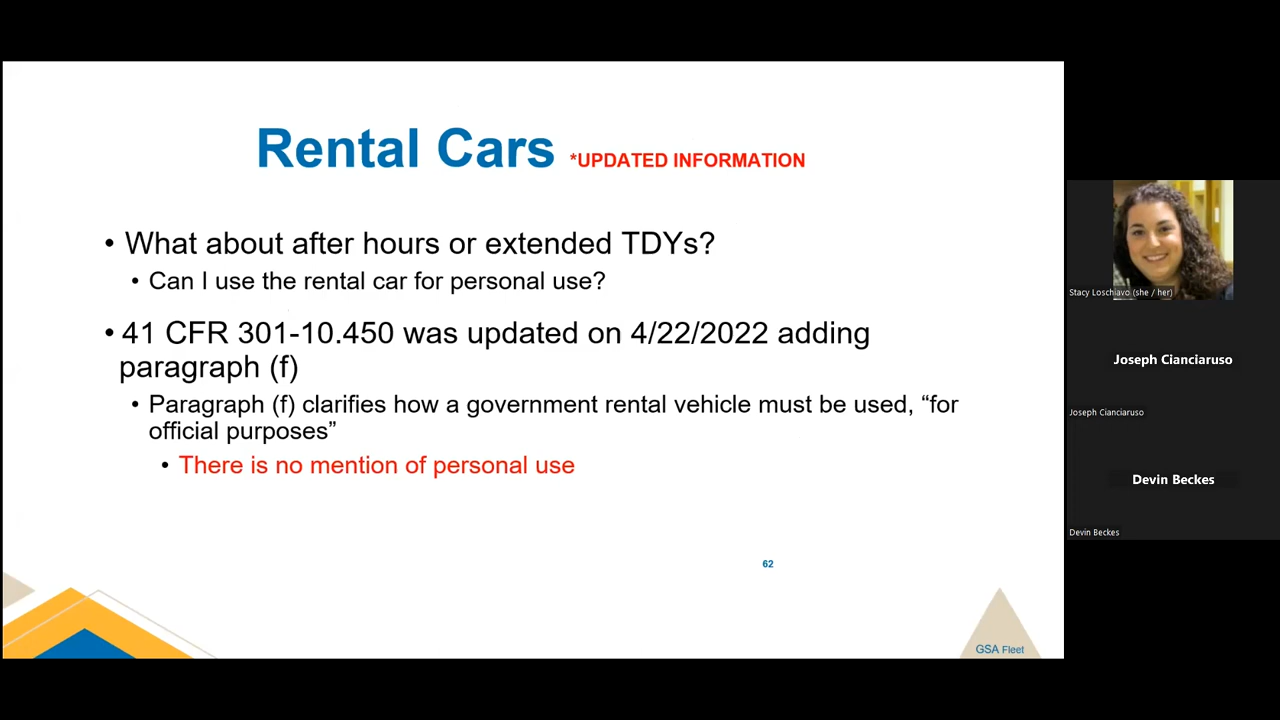 Rental Cars *UPDATED INFORMATION
• What about after hours or extended TDYs?
• Can I use the rental car for personal use?
• 41 CFR 301-10.450 was updated on 4/22/2022 adding
paragraph (f)
• Paragraph (f) clarifies how a government rental vehicle must be used, “for
official purposes”
• There is no mention of personal use
62
GSA Fleet
Stacy Loschiavo (she / her)
Joseph Cianciaruso
Joseph Cianciaruso
Devin Beckes
Devin Beckes